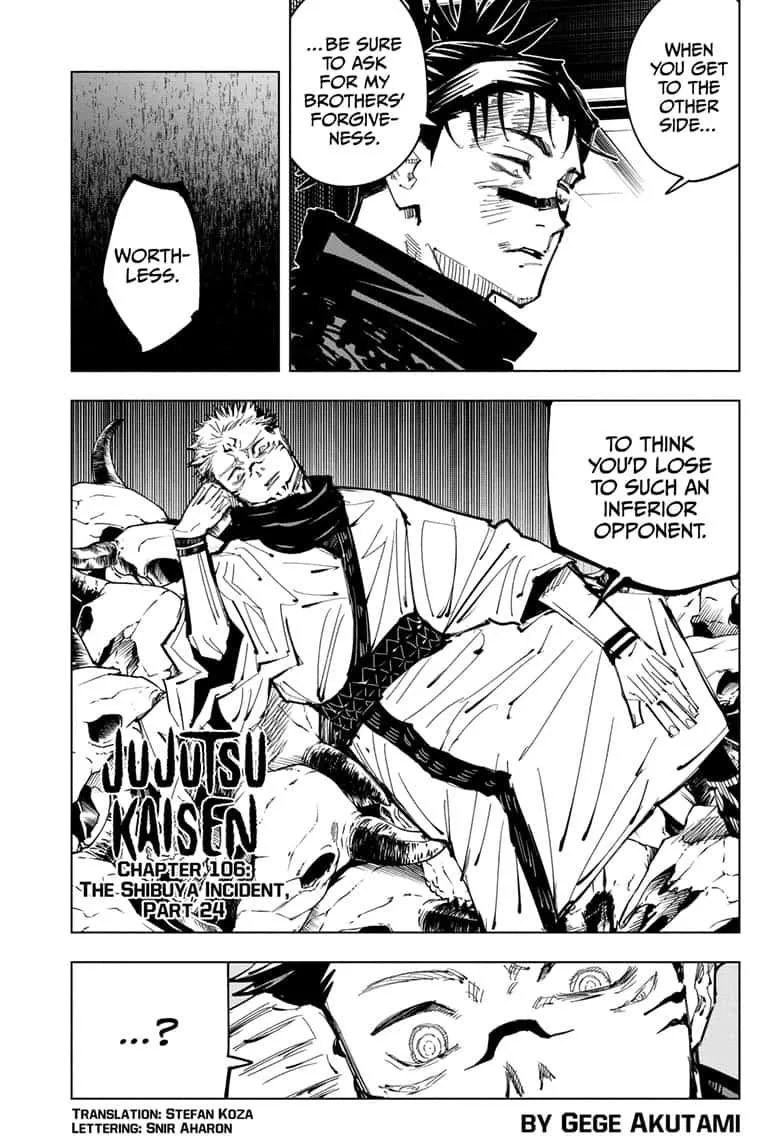 WHEN
YOU GET
TO THE
OTHER
SIDE...
...BE SURE
TO ASK
FOR MY
BROTHERS'
FORGIVE-
NESS.
WORTH-
LESS.
TO THINK
YOU'D LOSE
TO SUCH AN
INFERIOR
OPPONENT.
JUJUTSU
KAISEN
CHAPTER 106:
THE SHIBUYA INCIDENT,
PART 24
...?
TRANSLATION: STEFAN KOZA
LETTERING: SNIR AHARON
BY GEGE AKUTAMI